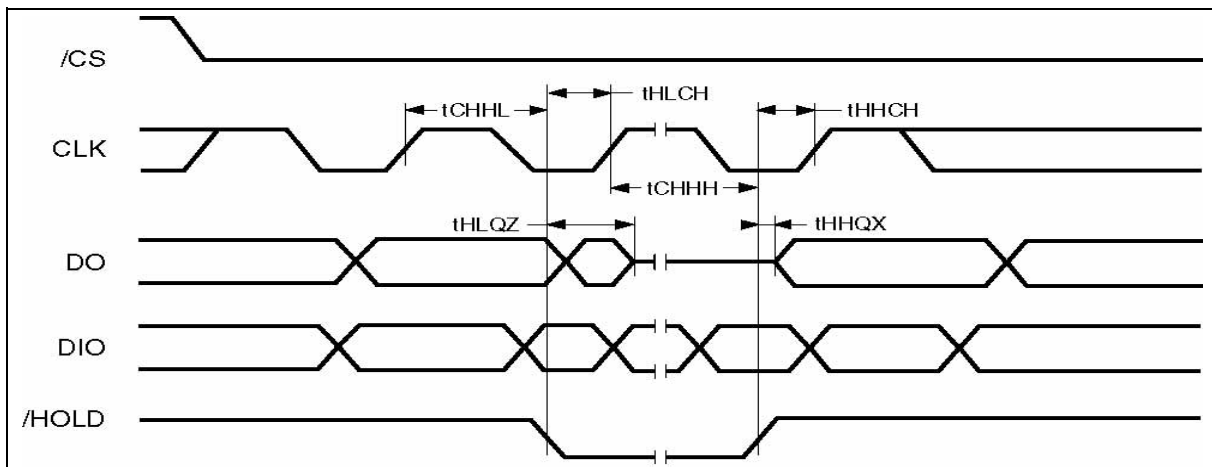 /CS
tHLCH
tCHHL
tHHCH
CLK
tCHHH
tHLQZ
tHHQX
DO
DIO
/HOLD